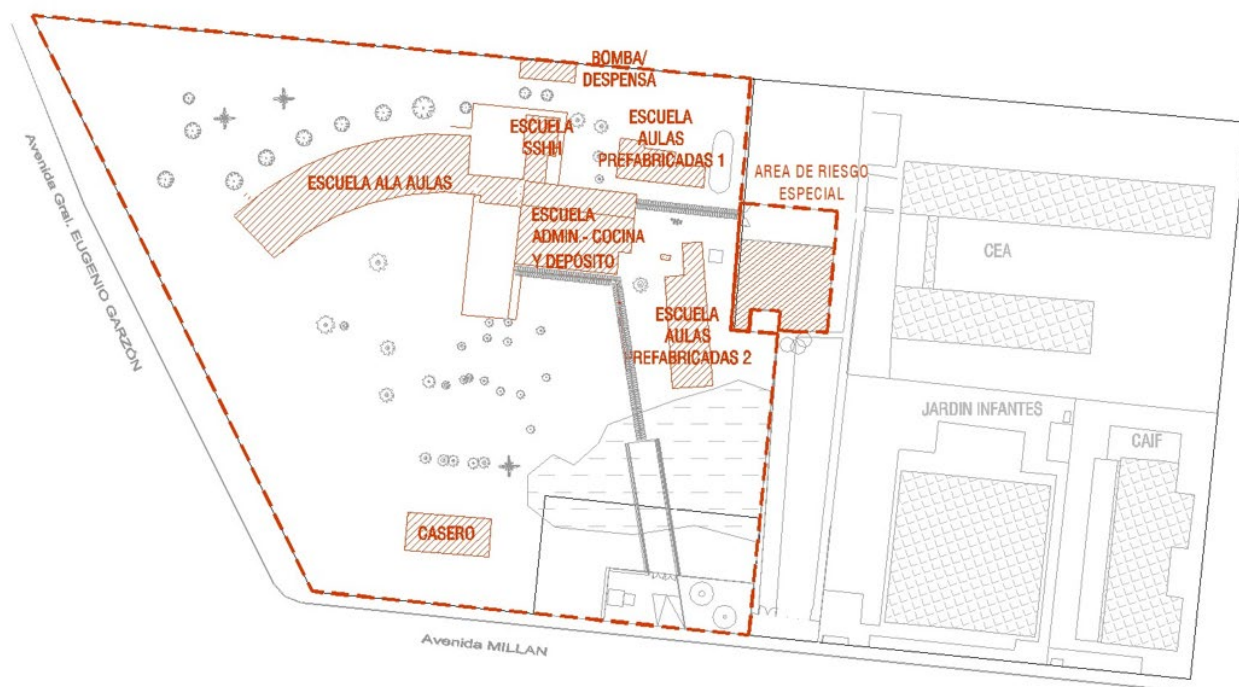 BOMBA/
DESPENSA
ESCUELA
SSHH
ESCUELA
AULAS
PREFABRICADAS 1
AREA DE RIESGO
ESPECIAL
ESCUELA ALA AULAS
ESCUELA
ADMIN.- COCINA
Y DEPÓSITO
CEA
Avenida Gral. EUGENIO GARZÓN
ESCUELA
AULAS
PREFABRICADAS 2
JARDIN INFANTES
CAIF
CASERO
Avenida MILLAN